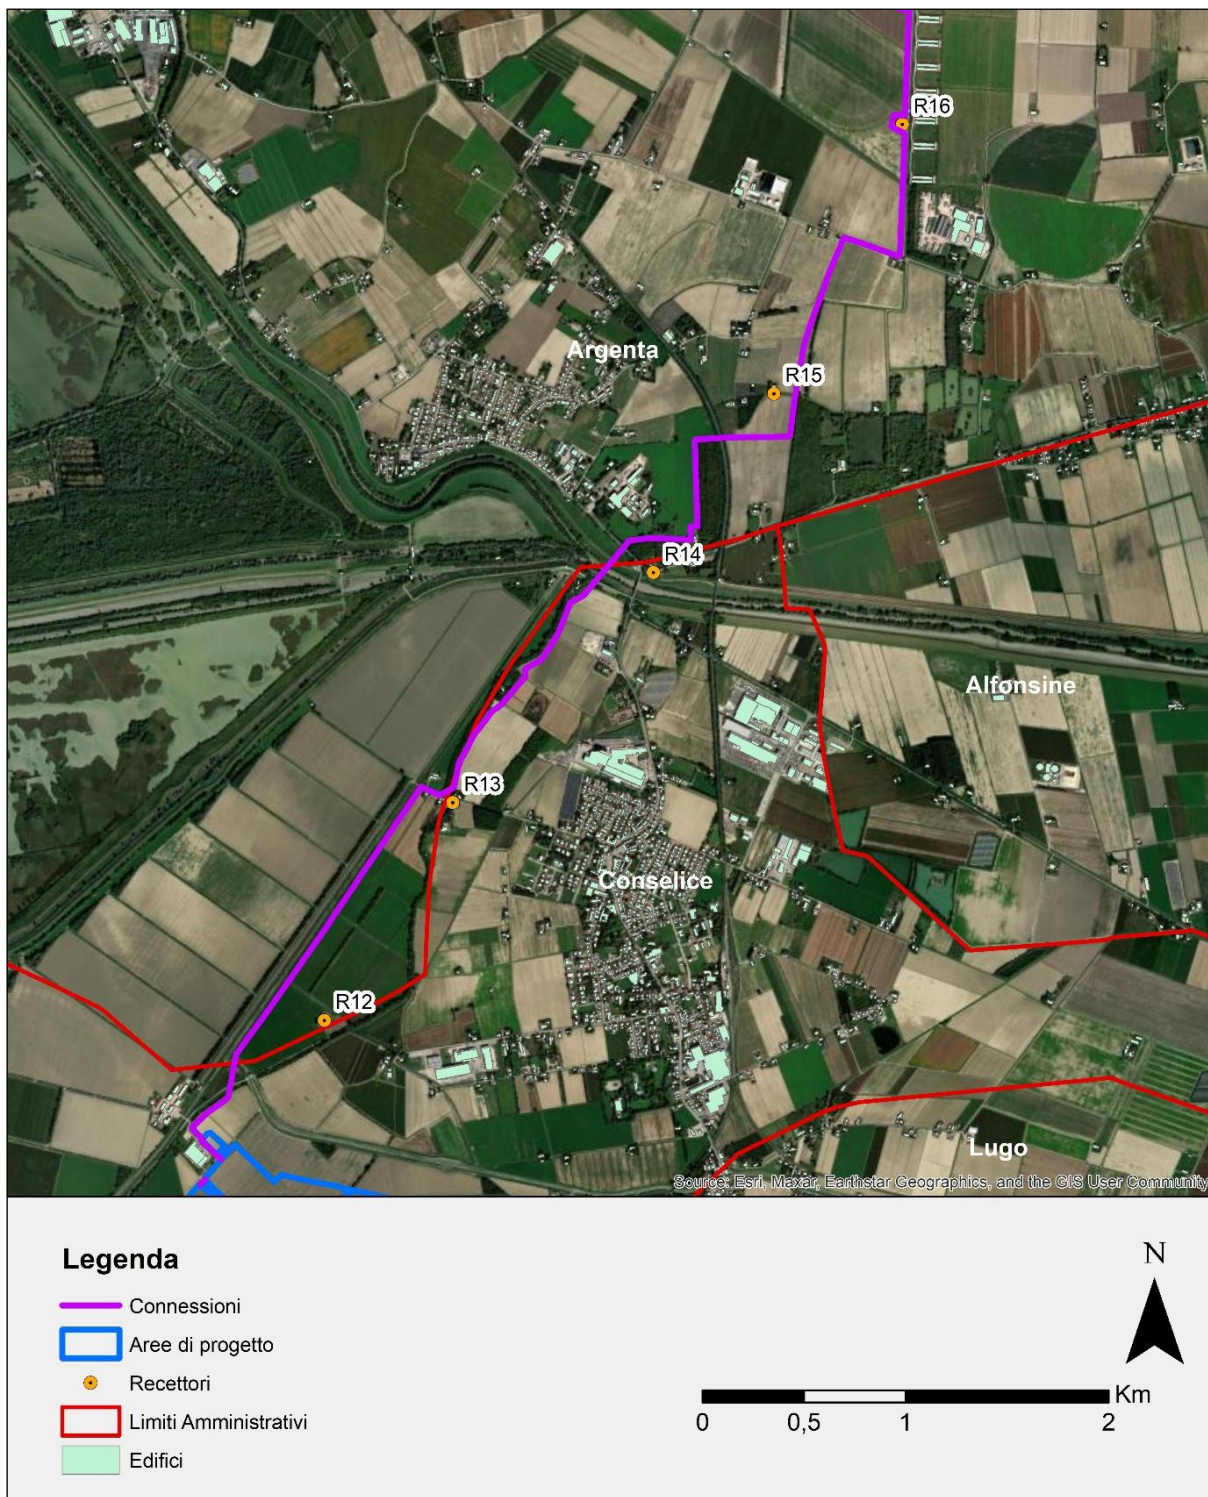 R16
Argenta
R15
R14
Alfonsine
R13
Conselice
R12
Lugo
Source: Esri, Maxar, Earthstar Geographics, and the GIS User Community
Legenda
Connessioni
Aree di progetto
Recettori
Limiti Amministrativi
Edifici
N
Km
0 0,5 1 2